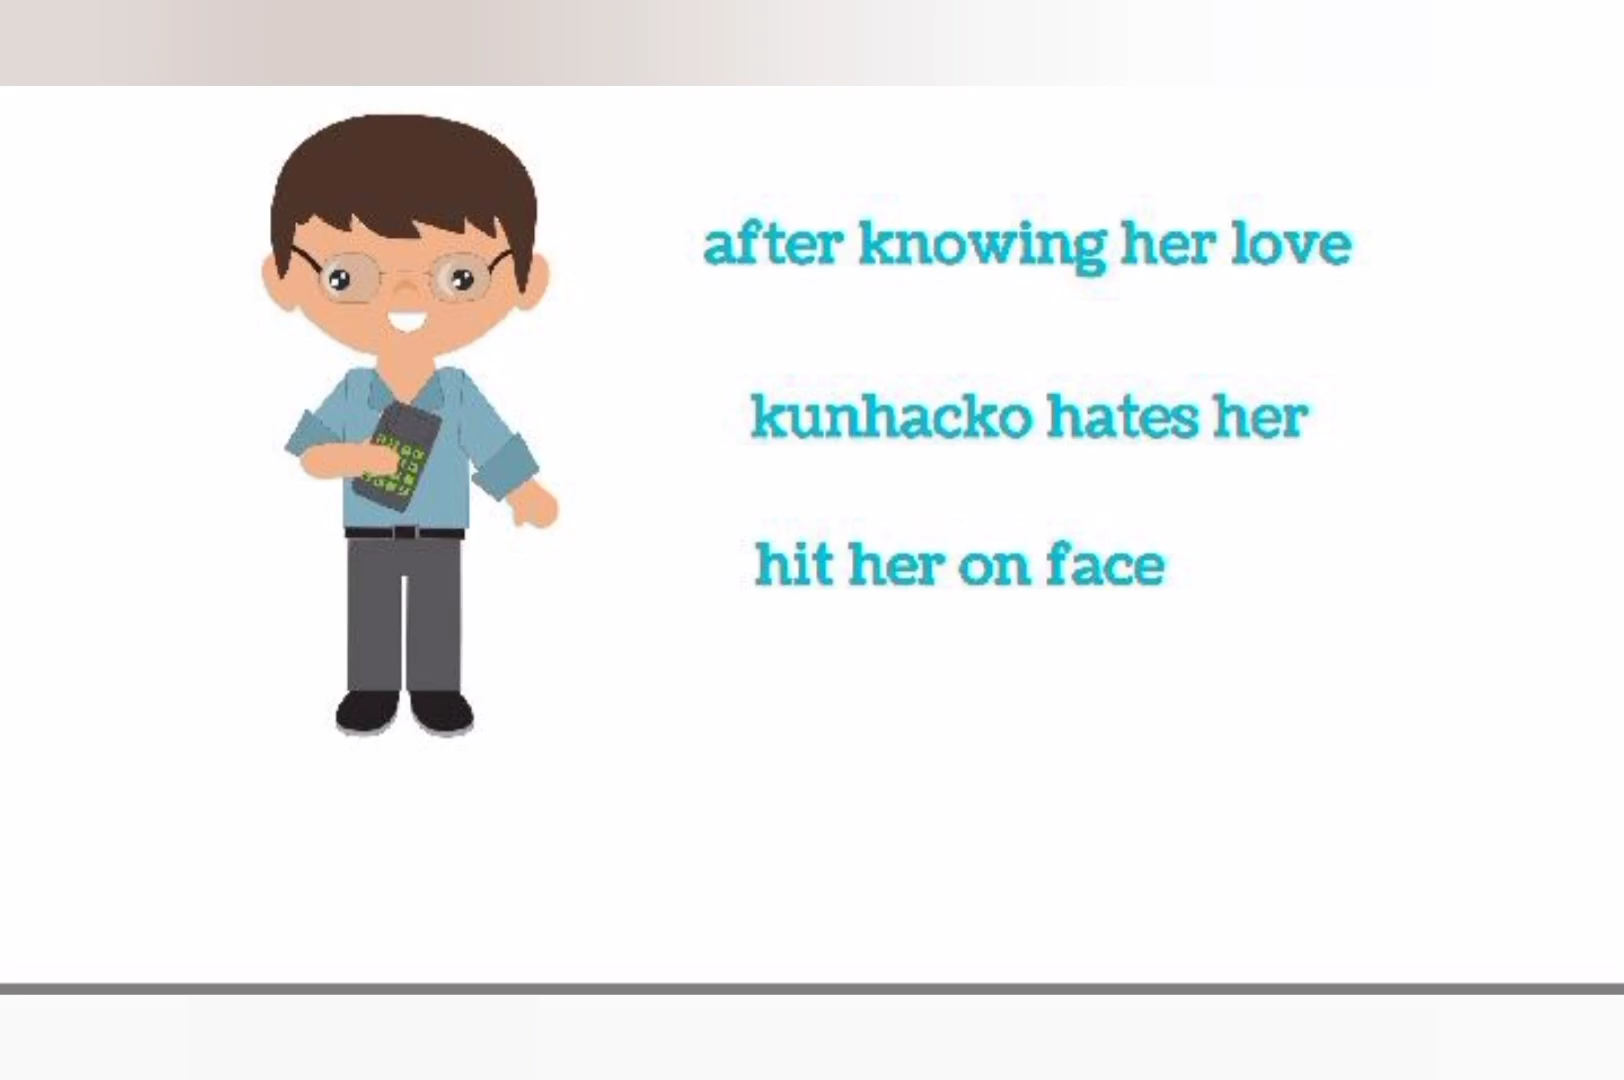 after knowing her love
kunhacko hates her
hit her on face